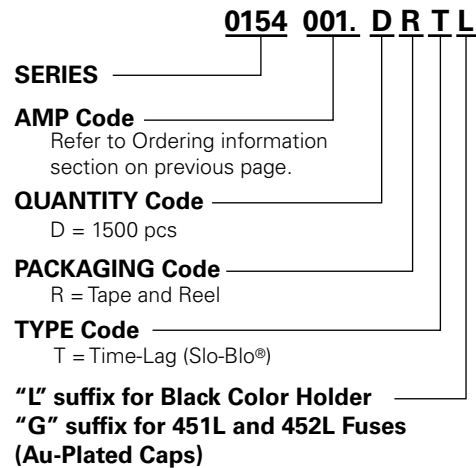 0154 001. D R T L
SERIES
AMP Code
Refer to Ordering information
section on previous page.
QUANTITY Code
D = 1500 pcs
PACKAGING Code
R = Tape and Reel
TYPE Code
T = Time-Lag (Slo-Blo®)
“L” suffix for Black Color Holder
“G” suffix for 451L and 452L Fuses
(Au-Plated Caps)